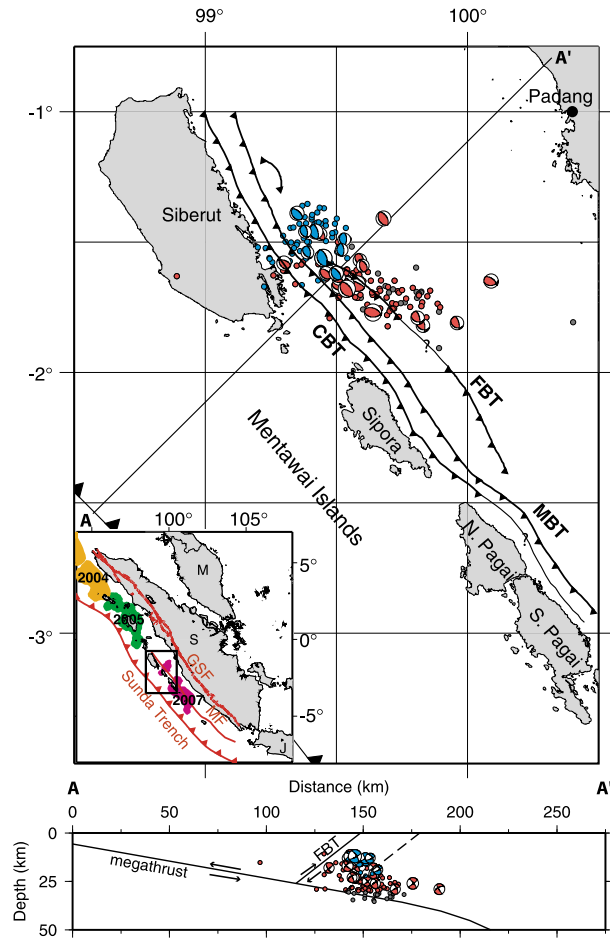 99° 100°
A'
Padang
-1°
Siberut
CBT
?
-2°
FBT
Sipora
Mentawai Islands
MBT
A
100° 105°
N. Pagai
?
M
5°
2004
2005
S. Pagai
-3°
S
0°
GSF
2007
MF
Sunda Trench
-5°
J
Distance (km)
A A'
0 50 100 150 200 250
0
FBT
megathrust
Depth (km)
25
50